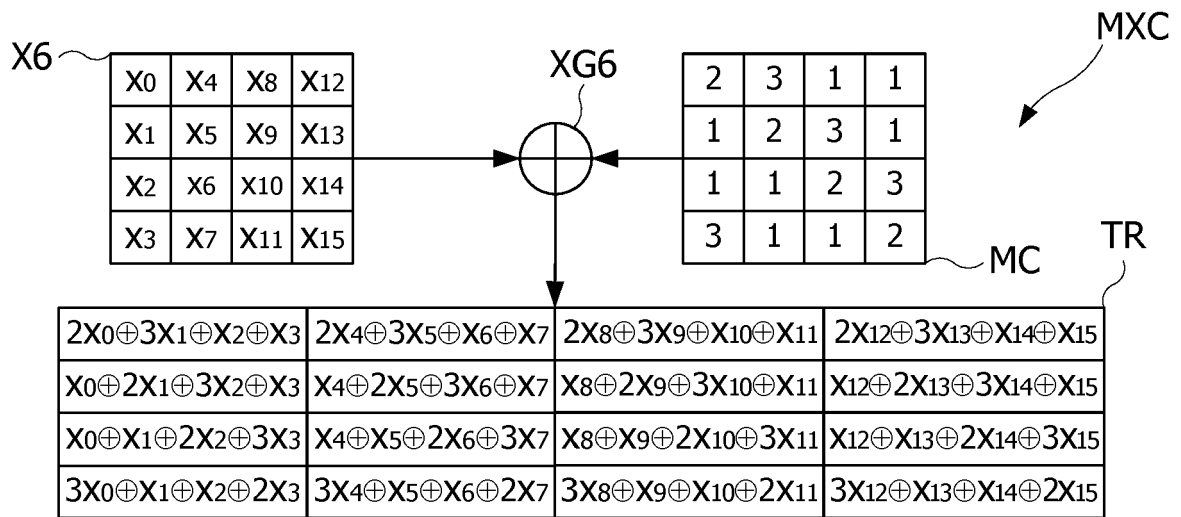 X6
XG6
MXC
X0 X4 X8 X12
X1 X5 X9 X13
X2 X6 X10 X14
X3 X7 X11 X15
2 3 1 1
1 2 3 1
1 1 2 3
3 1 1 2
MC
TR
2X0⊕3X1⊕X2⊕X3 2X4⊕3X5⊕X6⊕X7 2X8⊕3X9⊕X10⊕X11 2X12⊕3X13⊕X14⊕X15
X0⊕2X1⊕3X2⊕X3 X4⊕2X5⊕3X6⊕X7 X8⊕2X9⊕3X10⊕X11 X12⊕2X13⊕3X14⊕X15
X0⊕X1⊕2X2⊕3X3 X4⊕X5⊕2X6⊕3X7 X8⊕X9⊕2X10⊕3X11 X12⊕X13⊕2X14⊕3X15
3X0⊕X1⊕X2⊕2X3 3X4⊕X5⊕X6⊕2X7 3X8⊕X9⊕X10⊕2X11 3X12⊕X13⊕X14⊕2X15